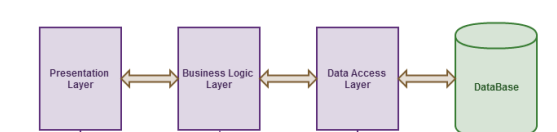 Presentation
Layer
Business Logic
Layer
Data Access
Layer
DataBase